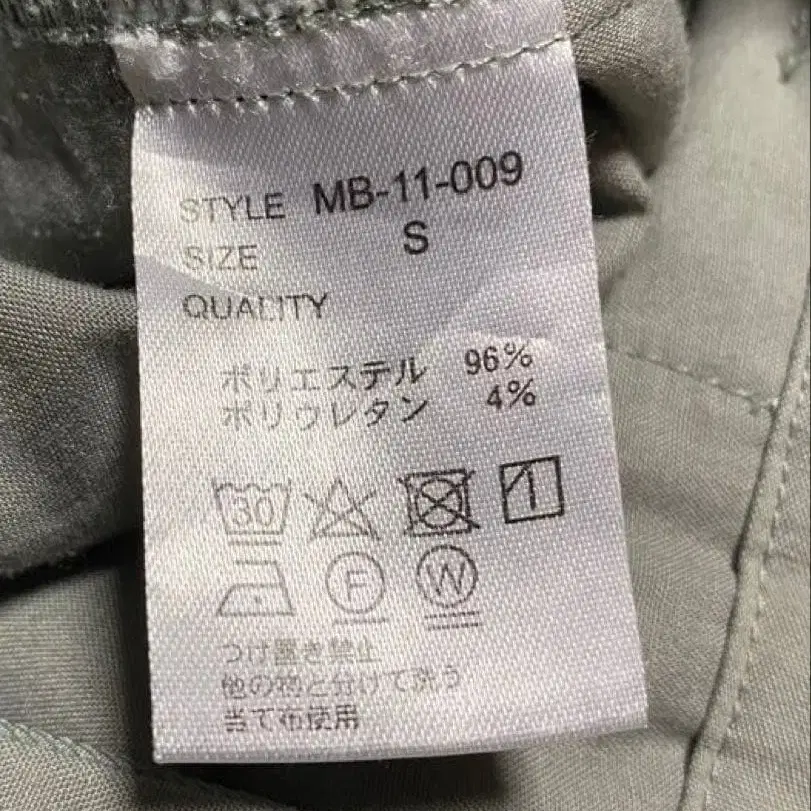 STYLE MB-11-009
SIZE S
QUALITY
ポリエステル 96%
ポリウレタン 4%
30
F W
つけ置き禁止
他の物と分けて洗う
当て布使用